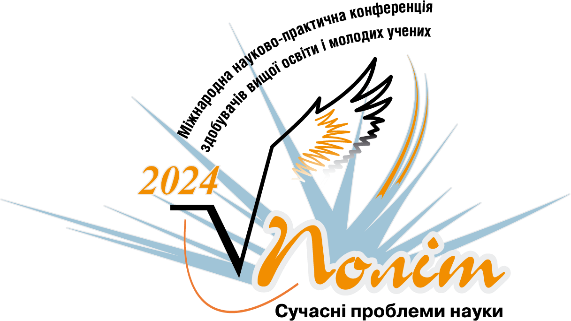 Міжнародна науково-практична конференція
здобувачів вищої освіти і молодих учених
2024
Політ
Сучасні проблеми науки